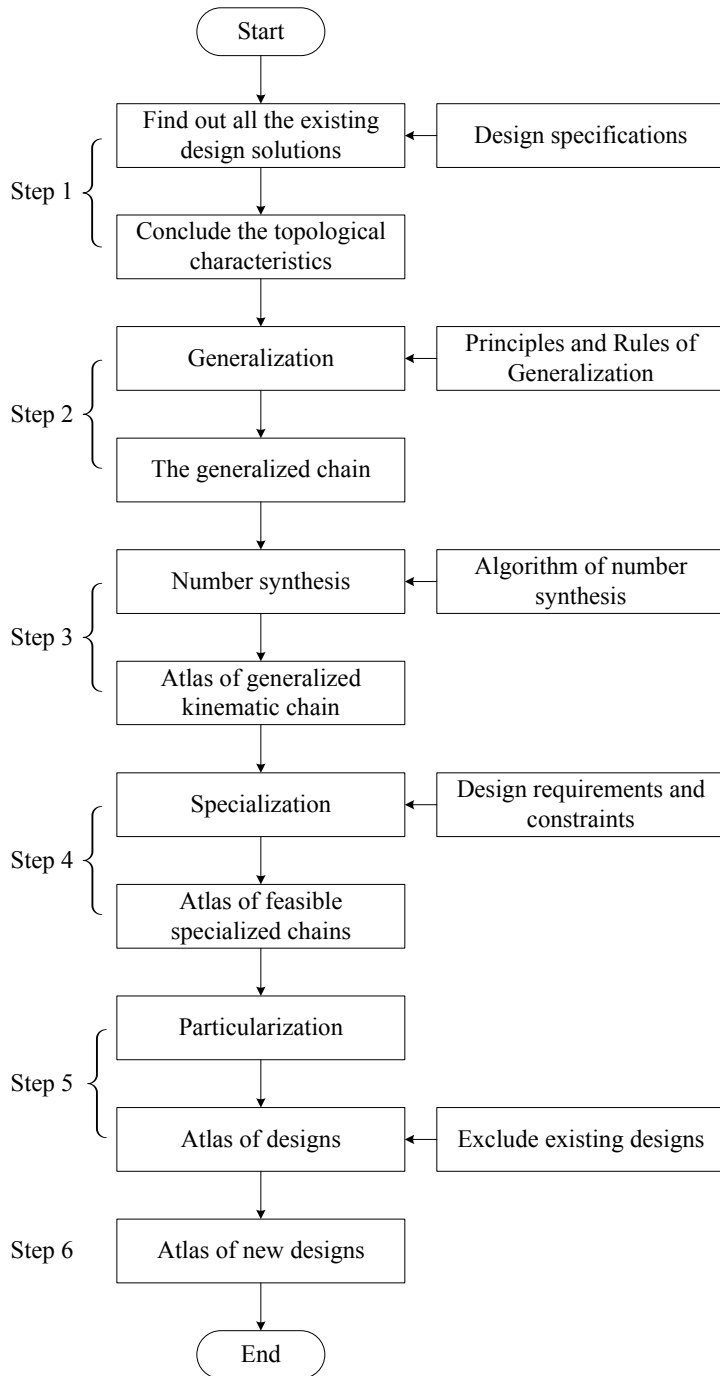 Start
Find out all the existing
design solutions
Design specifications
Step 1
Conclude the topological
characteristics
Generalization
Principles and Rules of
Generalization
Step 2
The generalized chain
Number synthesis
Algorithm of number
synthesis
Step 3
Atlas of generalized
kinematic chain
Specialization
Design requirements and
constraints
Step 4
Atlas of feasible
specialized chains
Particularization
Step 5
Atlas of designs
Exclude existing designs
Step 6
Atlas of new designs
End